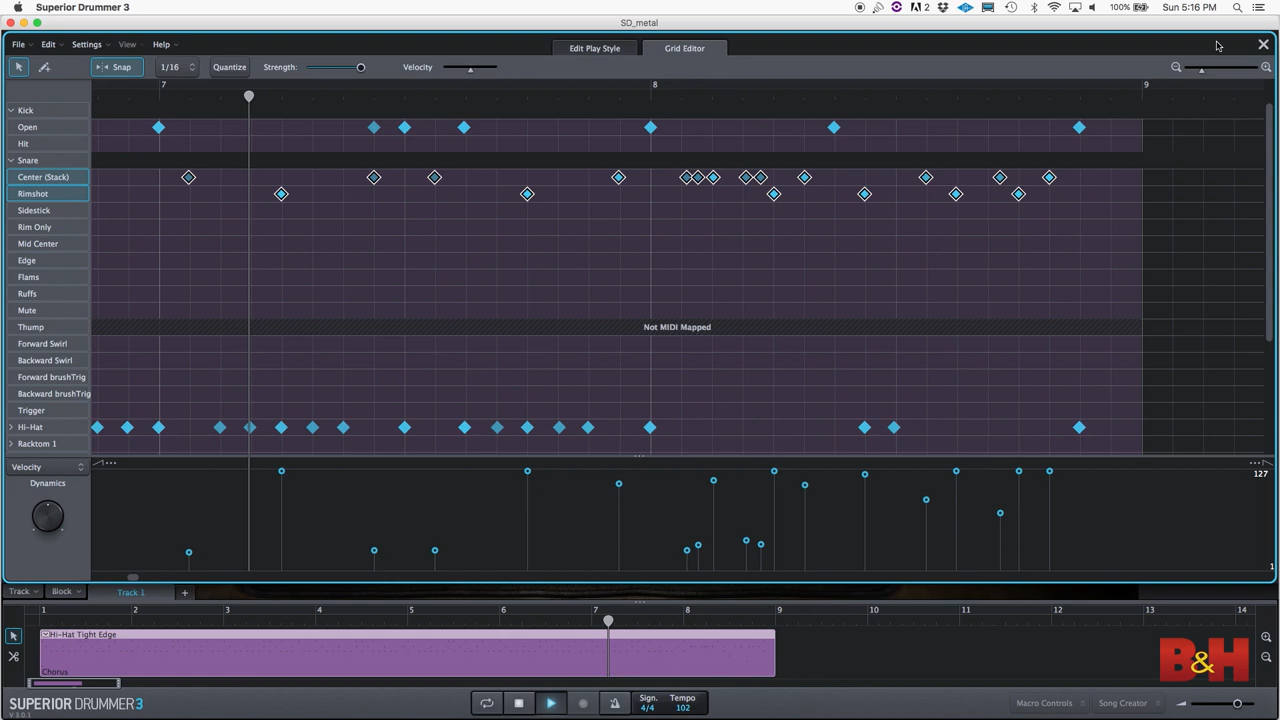 Superior Drummer 3
2
100%
Sun 5:16 PM
SD_metal
File Edit Settings View Help
Edit Play Style Grid Editor
Snap 1/16 Quantize Strength: Velocity
7 8 9
Kick
Open
Hit
Snare
Center (Stack)
Rimshot
Sidestick
Rim Only
Mid Center
Edge
Flams
Ruffs
Mute
Thump Not MIDI Mapped
Forward Swirl
Backward Swirl
Forward brushTrig
Backward brushTrig
Trigger
Hi-Hat
Racktom 1
Velocity
127
Dynamics
1
Track Block Track 1 +
1 2 3 4 5 6 7 8 9 10 11 12 13 14
Hi-Hat Tight Edge
Chorus
B&H
SUPERIOR DRUMMER 3
V 3.0.1
Sign. Tempo
4/4 102
Macro Controls Song Creator